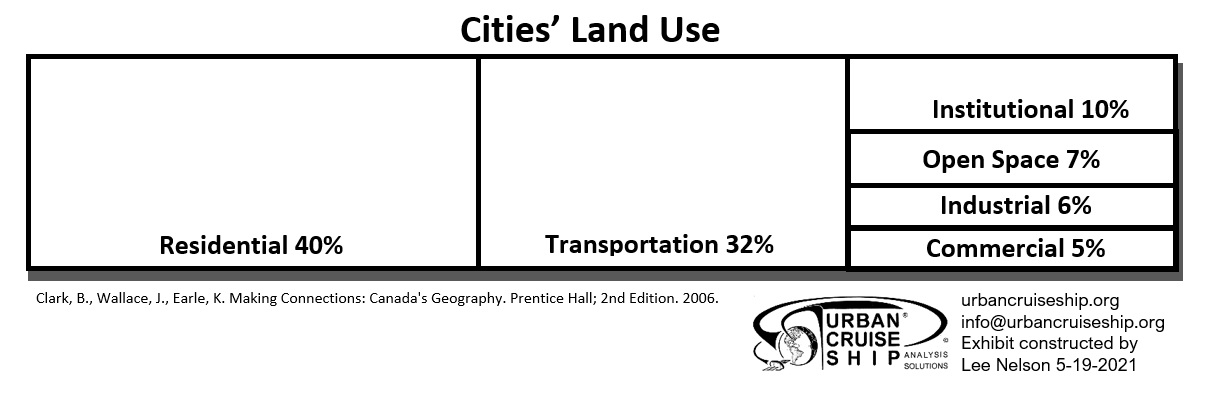 Cities’ Land Use
Residential 40%
Transportation 32%
Institutional 10%
Open Space 7%
Industrial 6%
Commercial 5%
Clark, B., Wallace, J., Earle, K. Making Connections: Canada's Geography. Prentice Hall; 2nd Edition. 2006.
URBAN®
CRUISE ©
SHIP ANALYSIS
SOLUTIONS
urbancruiseship.org
info@urbancruiseship.org
Exhibit constructed by
Lee Nelson 5-19-2021